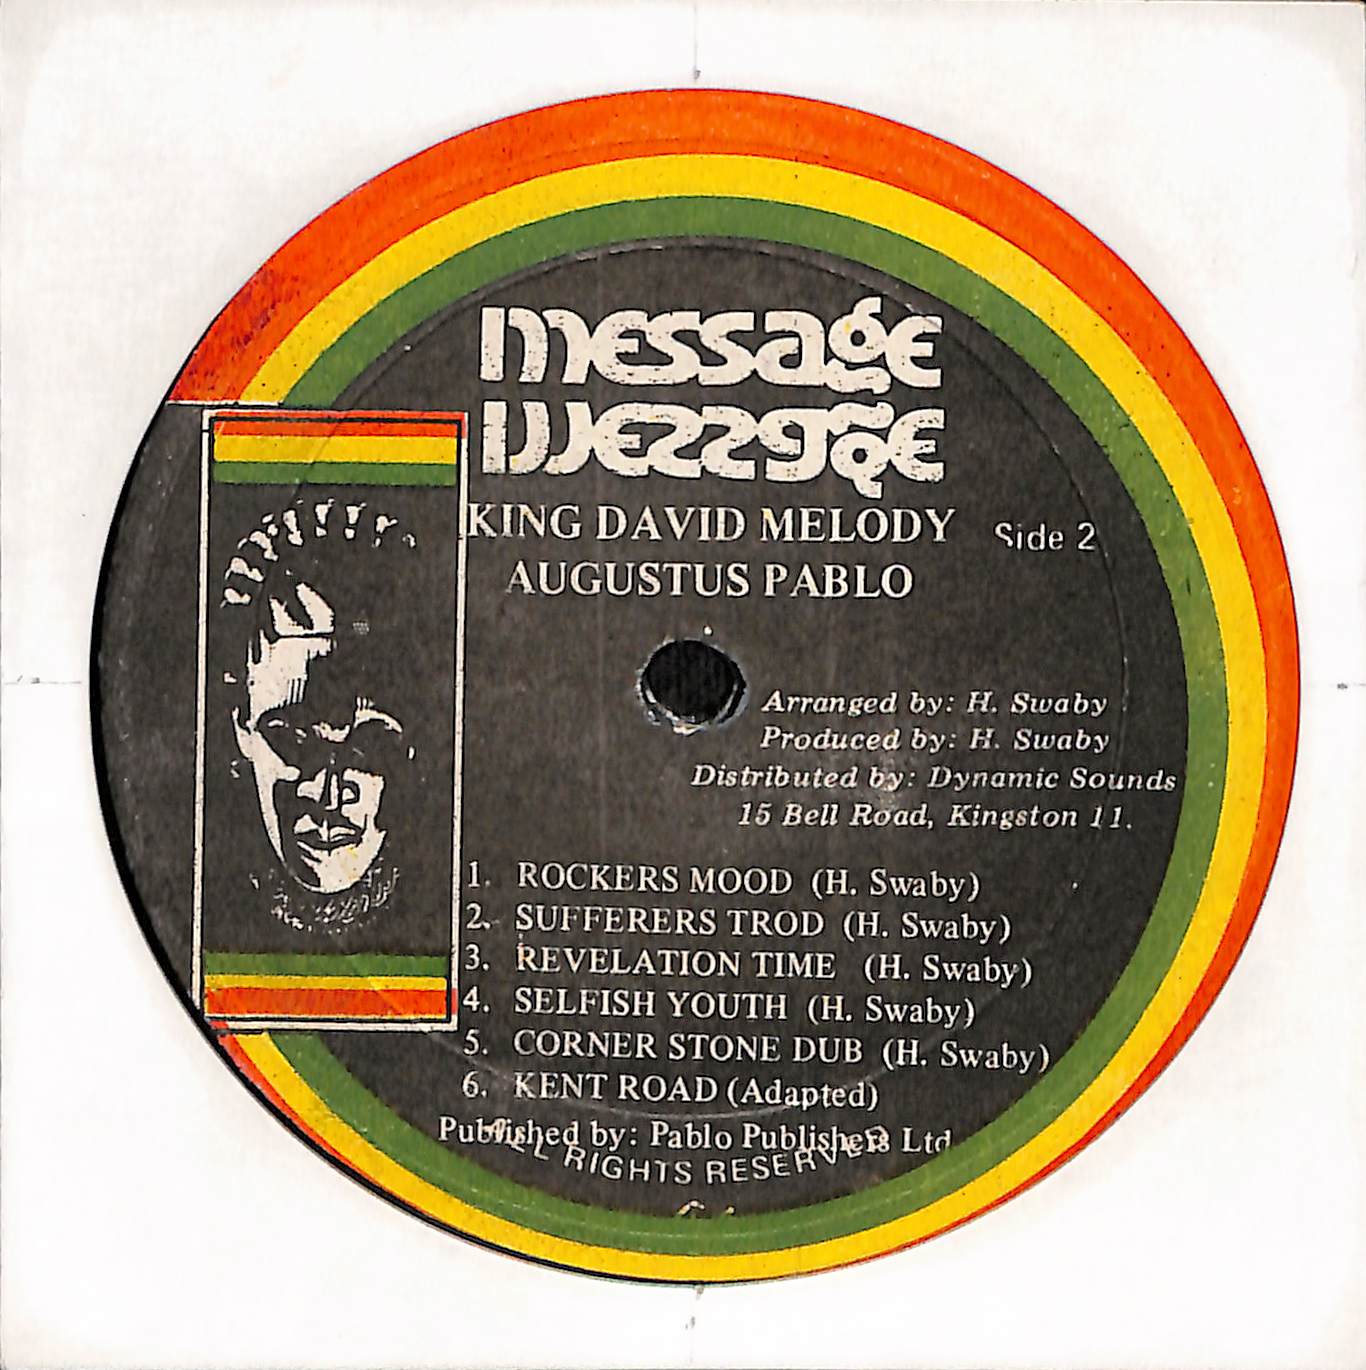 message
message
KING DAVID MELODY
Side 2
AUGUSTUS PABLO
Arranged by: H. Swaby
Produced by: H. Swaby
Distributed by: Dynamic Sounds
15 Bell Road, Kingston 11.
1. ROCKERS MOOD (H. Swaby)
2. SUFFERERS TROD (H. Swaby)
3. REVELATION TIME (H. Swaby)
4. SELFISH YOUTH (H. Swaby)
5. CORNER STONE DUB (H. Swaby)
6. KENT ROAD (Adapted)
Published by: Pablo Publishers Ltd
ALL RIGHTS RESERVED